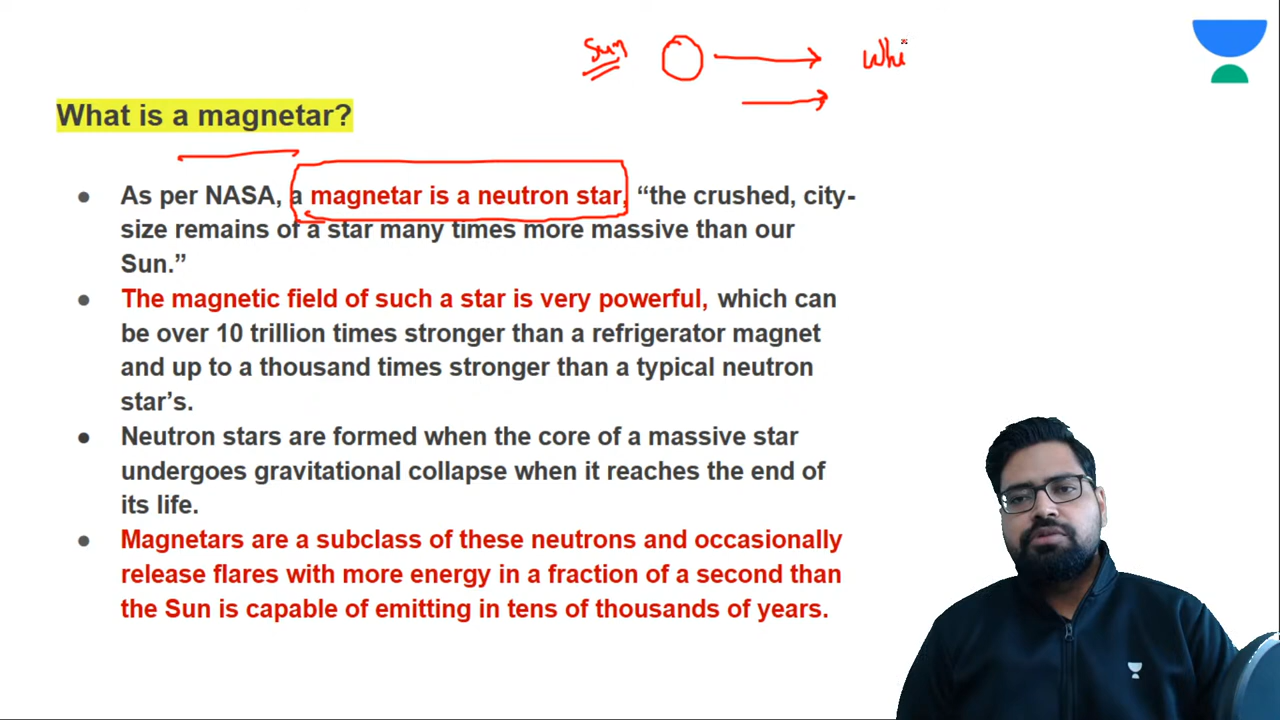 Sun
Whi
What is a magnetar?
As per NASA, a magnetar is a neutron star, “the crushed, city-
size remains of a star many times more massive than our
Sun.”
The magnetic field of such a star is very powerful, which can
be over 10 trillion times stronger than a refrigerator magnet
and up to a thousand times stronger than a typical neutron
star’s.
Neutron stars are formed when the core of a massive star
undergoes gravitational collapse when it reaches the end of
its life.
Magnetars are a subclass of these neutrons and occasionally
release flares with more energy in a fraction of a second than
the Sun is capable of emitting in tens of thousands of years.